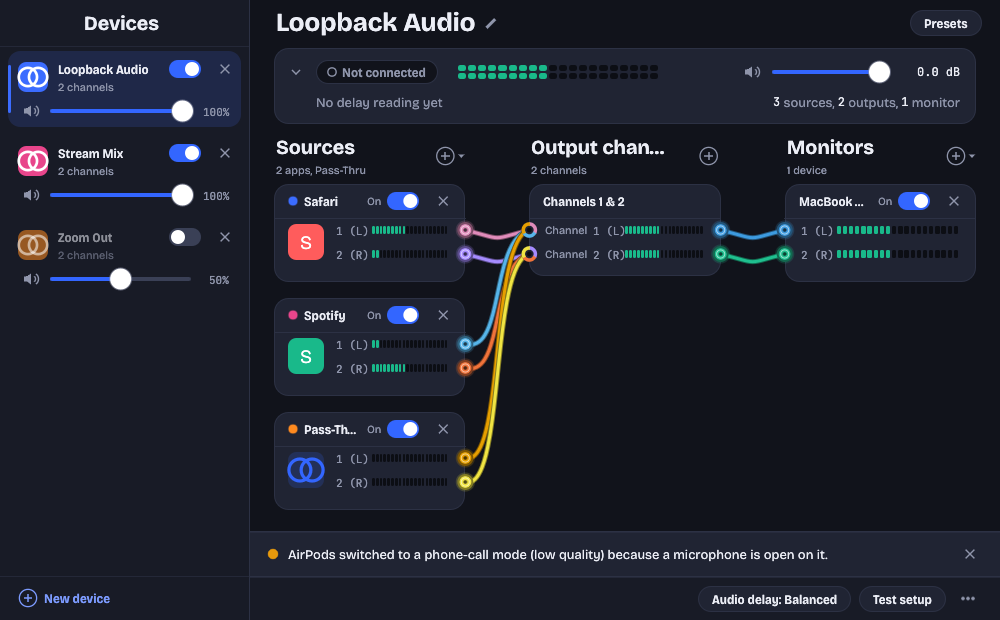 Devices
Loopback Audio
2 channels
100%
Stream Mix
2 channels
100%
Zoom Out
2 channels
50%
New device
Loopback Audio
Presets
Not connected
0.0 dB
No delay reading yet
3 sources, 2 outputs, 1 monitor
Sources
2 apps, Pass-Thru
Output chan...
2 channels
Monitors
1 device
Safari On
S
1 (L)
2 (R)
Spotify On
S
1 (L)
2 (R)
Pass-Th... On
1 (L)
2 (R)
Channels 1 & 2
Channel 1 (L)
Channel 2 (R)
MacBook ... On
1 (L)
2 (R)
AirPods switched to a phone-call mode (low quality) because a microphone is open on it.
Audio delay: Balanced
Test setup